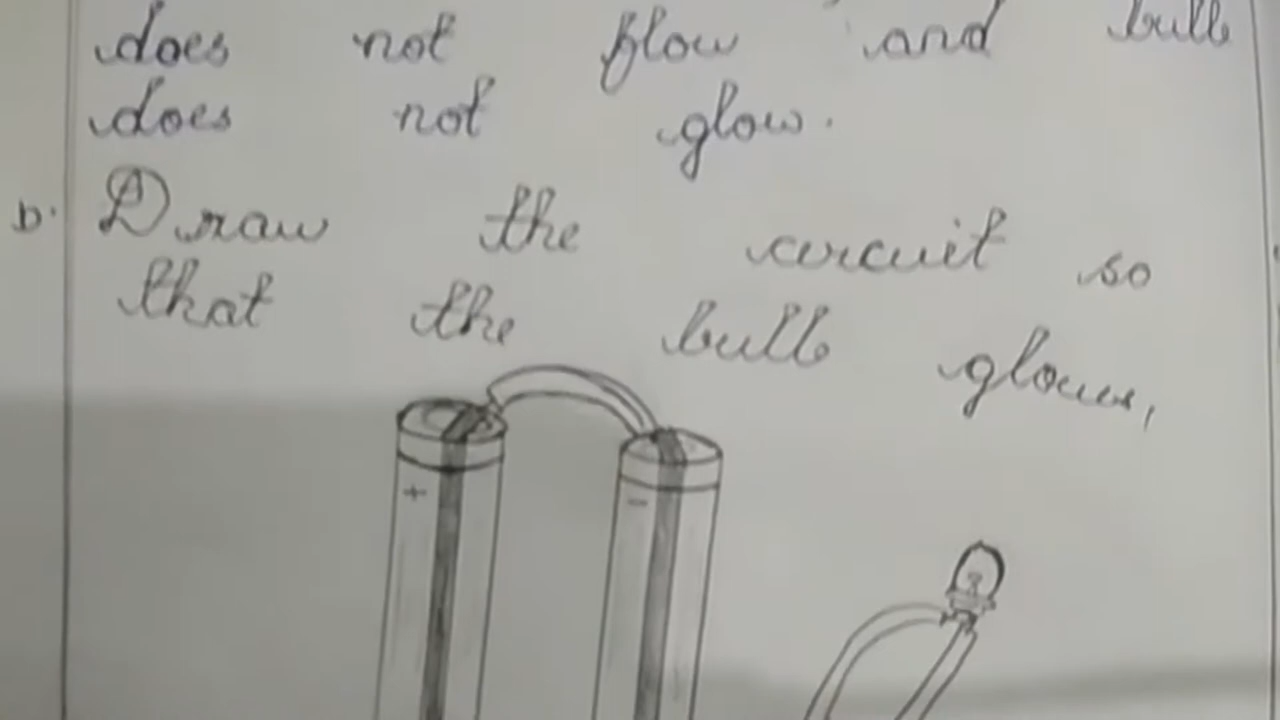 does not flow and bulb
does not glow.
b. Draw the circuit so
that the bulb glows,
+ -